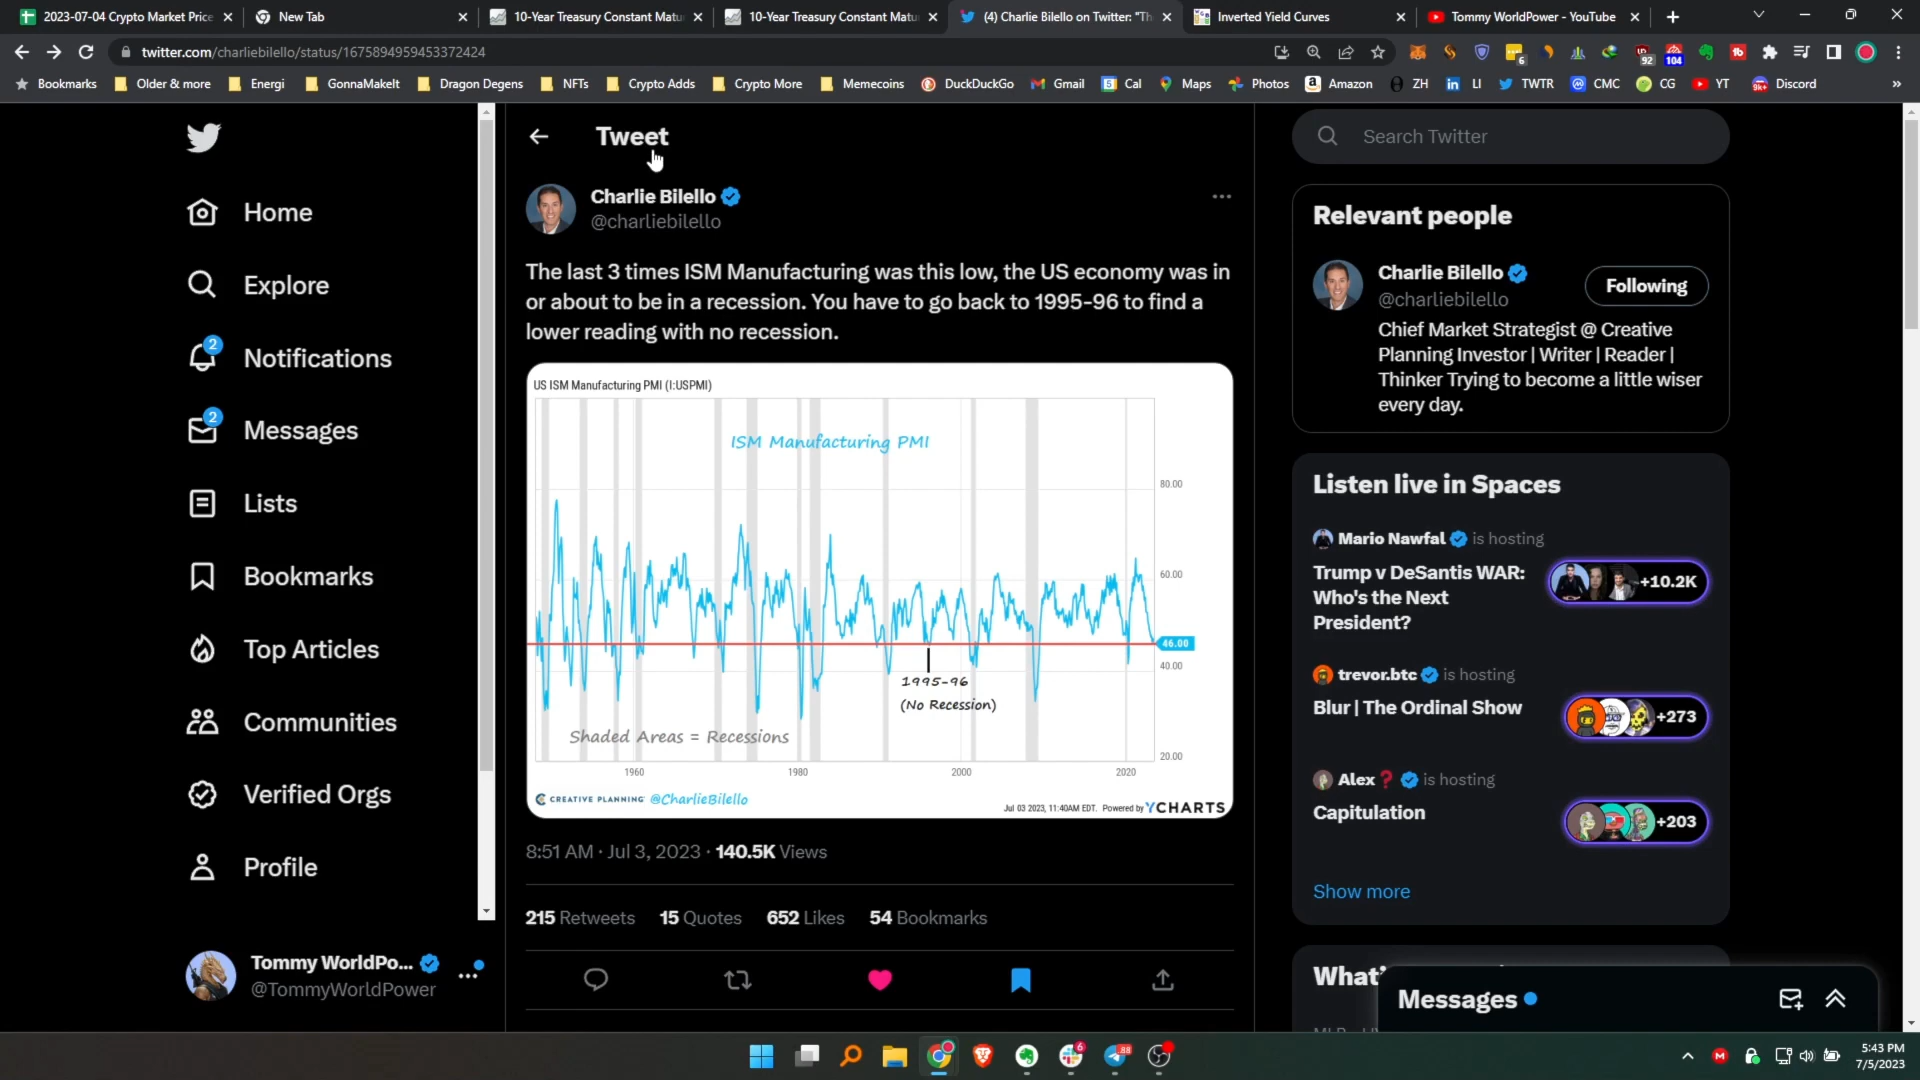 2023-07-04 Crypto Market Price
New Tab
10-Year Treasury Constant Matu
10-Year Treasury Constant Matu
(4) Charlie Bilello on Twitter: "Th
Inverted Yield Curves
Tommy WorldPower - YouTube
twitter.com/charliebilello/status/1675894959453372424
6
92
104
Bookmarks
Older & more
Energi
GonnaMakeIt
Dragon Degens
NFTs
Crypto Adds
Crypto More
Memecoins
DuckDuckGo
Gmail
Cal
Maps
Photos
Amazon
ZH
LI
TWTR
CMC
CG
YT
9k+
Discord
Home
Explore
2
Notifications
2
Messages
Lists
Bookmarks
Top Articles
Communities
Verified Orgs
Profile
Tommy WorldPo...
@TommyWorldPower
Tweet
Charlie Bilello
@charliebilello
The last 3 times ISM Manufacturing was this low, the US economy was in
or about to be in a recession. You have to go back to 1995-96 to find a
lower reading with no recession.
US ISM Manufacturing PMI (I:USPMI)
ISM Manufacturing PMI
80.00
60.00
46.00
40.00
20.00
1995-96
(No Recession)
Shaded Areas = Recessions
1960
1980
2000
2020
CREATIVE PLANNING @CharlieBilello
Jul 03 2023, 11:40AM EDT. Powered by YCHARTS
8:51 AM · Jul 3, 2023 · 140.5K Views
215 Retweets 15 Quotes 652 Likes 54 Bookmarks
Search Twitter
Relevant people
Charlie Bilello
@charliebilello
Following
Chief Market Strategist @ Creative
Planning Investor | Writer | Reader |
Thinker Trying to become a little wiser
every day.
Listen live in Spaces
Mario Nawfal is hosting
Trump v DeSantis WAR:
Who's the Next
President?
+10.2K
trevor.btc is hosting
Blur | The Ordinal Show
+273
Alex❓ is hosting
Capitulation
+203
Show more
What'
Messages
6
88
5:43 PM
7/5/2023